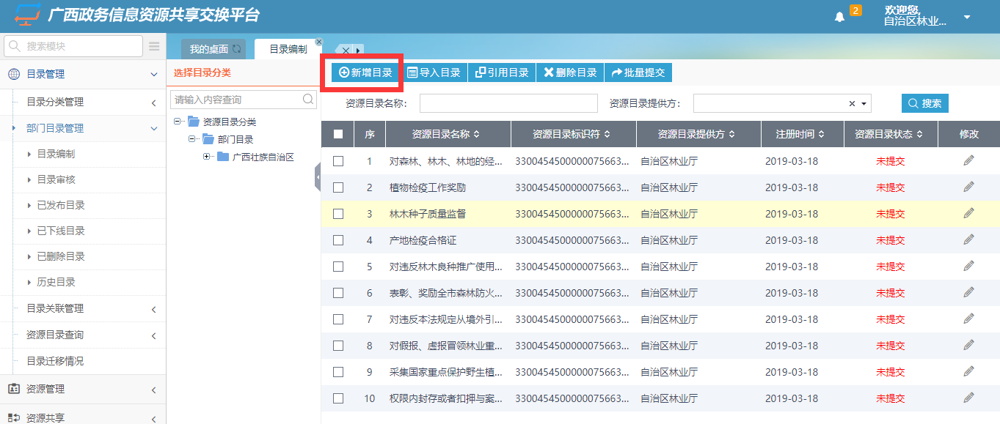 广西政务信息资源共享交换平台
2
欢迎您,
自治区林业...
搜索模块
目录管理
目录分类管理
部门目录管理
目录编制
目录审核
已发布目录
已下线目录
已删除目录
历史目录
目录关联管理
资源目录查询
目录迁移情况
资源管理
资源共享
我的桌面
目录编制
选择目录分类
请输入内容查询
资源目录分类
部门目录
广西壮族自治区
新增目录 导入目录 引用目录 删除目录 批量提交
资源目录名称: 资源目录提供方: 搜索
序 资源目录名称 资源目录标识符 资源目录提供方 注册时间 资源目录状态 修改
1 对森林、林木、林地的经... 3300454500000075663... 自治区林业厅 2019-03-18 未提交
2 植物检疫工作奖励 3300454500000075663... 自治区林业厅 2019-03-18 未提交
3 林木种子质量监督 3300454500000075663... 自治区林业厅 2019-03-18 未提交
4 产地检疫合格证 3300454500000075663... 自治区林业厅 2019-03-18 未提交
5 对违反林木良种推广使用... 3300454500000075663... 自治区林业厅 2019-03-18 未提交
6 表彰、奖励全市森林防火... 3300454500000075663... 自治区林业厅 2019-03-18 未提交
7 对违反本法规定从境外引... 3300454500000075663... 自治区林业厅 2019-03-18 未提交
8 对假报、虚报冒领林业重... 3300454500000075663... 自治区林业厅 2019-03-18 未提交
9 采集国家重点保护野生植... 3300454500000075663... 自治区林业厅 2019-03-18 未提交
10 权限内封存或者扣押与案... 3300454500000075663... 自治区林业厅 2019-03-18 未提交